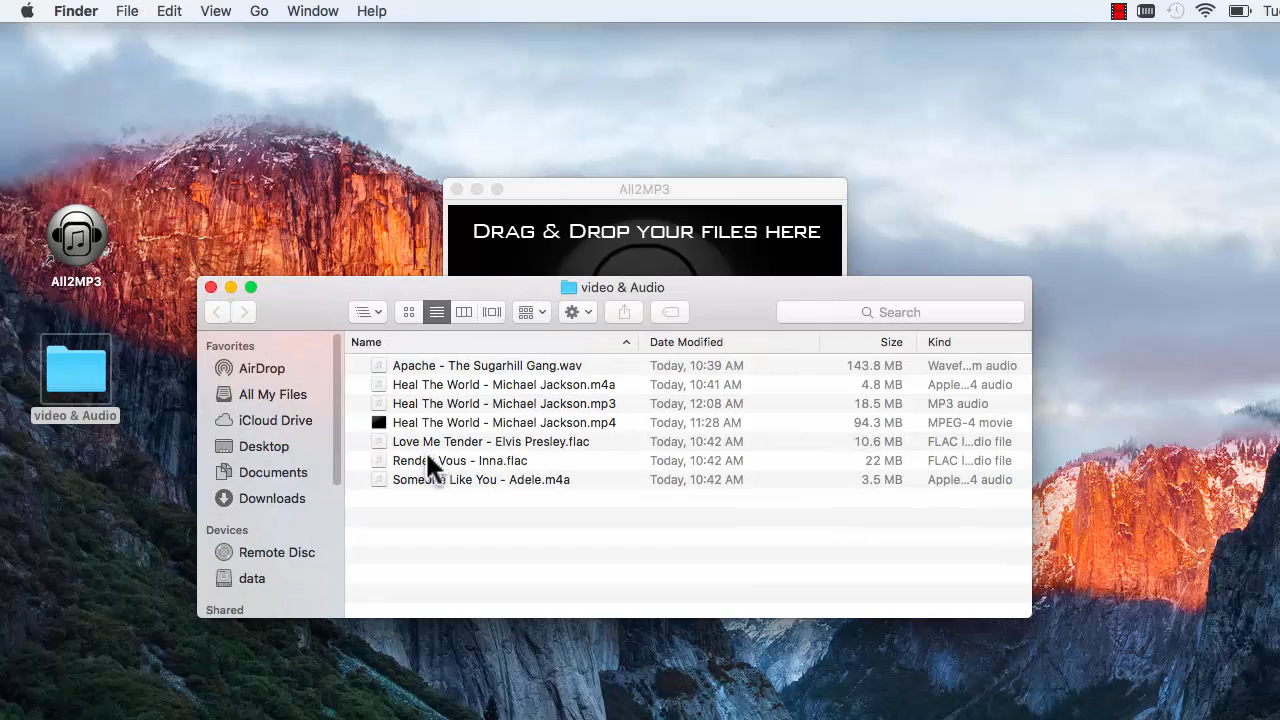 Finder File Edit View Go Window Help Tu
All2MP3
Drag & Drop your files here
All2MP3
video & Audio
video & Audio
Search
Favorites
AirDrop
All My Files
iCloud Drive
Desktop
Documents
Downloads
Devices
Remote Disc
data
Shared
Name Date Modified Size Kind
Apache - The Sugarhill Gang.wav Today, 10:39 AM 143.8 MB Wavef...m audio
Heal The World - Michael Jackson.m4a Today, 10:41 AM 4.8 MB Apple...4 audio
Heal The World - Michael Jackson.mp3 Today, 12:08 AM 18.5 MB MP3 audio
Heal The World - Michael Jackson.mp4 Today, 11:28 AM 94.3 MB MPEG-4 movie
Love Me Tender - Elvis Presley.flac Today, 10:42 AM 10.6 MB FLAC l...dio file
Vous - Inna.flac Today, 10:42 AM 22 MB FLAC l...dio file
Someone Like You - Adele.m4a Today, 10:42 AM 3.5 MB Apple...4 audio